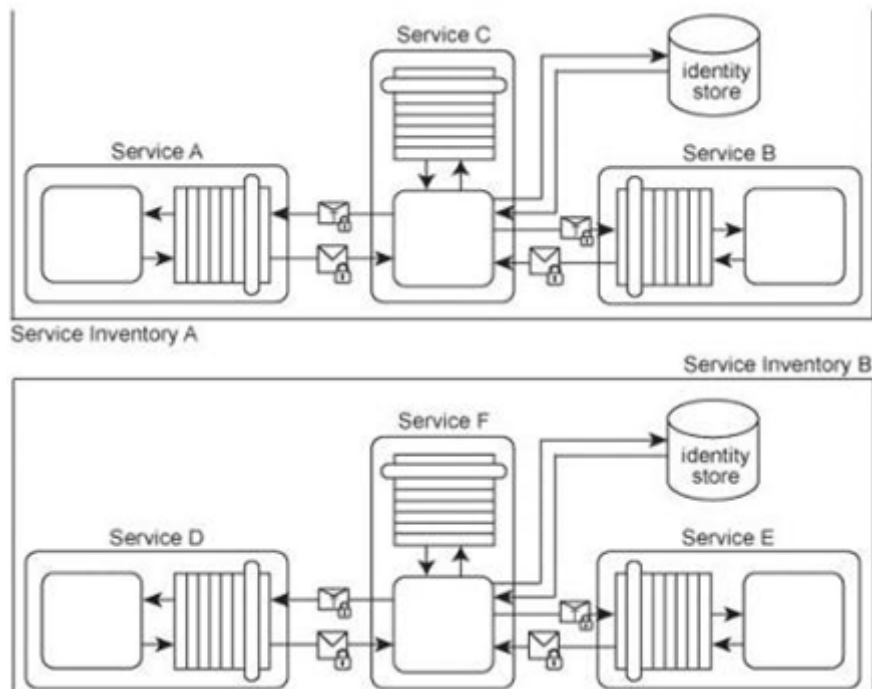 Service C
identity
store
Service A
Service B
Service Inventory A
Service Inventory B
Service F
identity
store
Service D
Service E